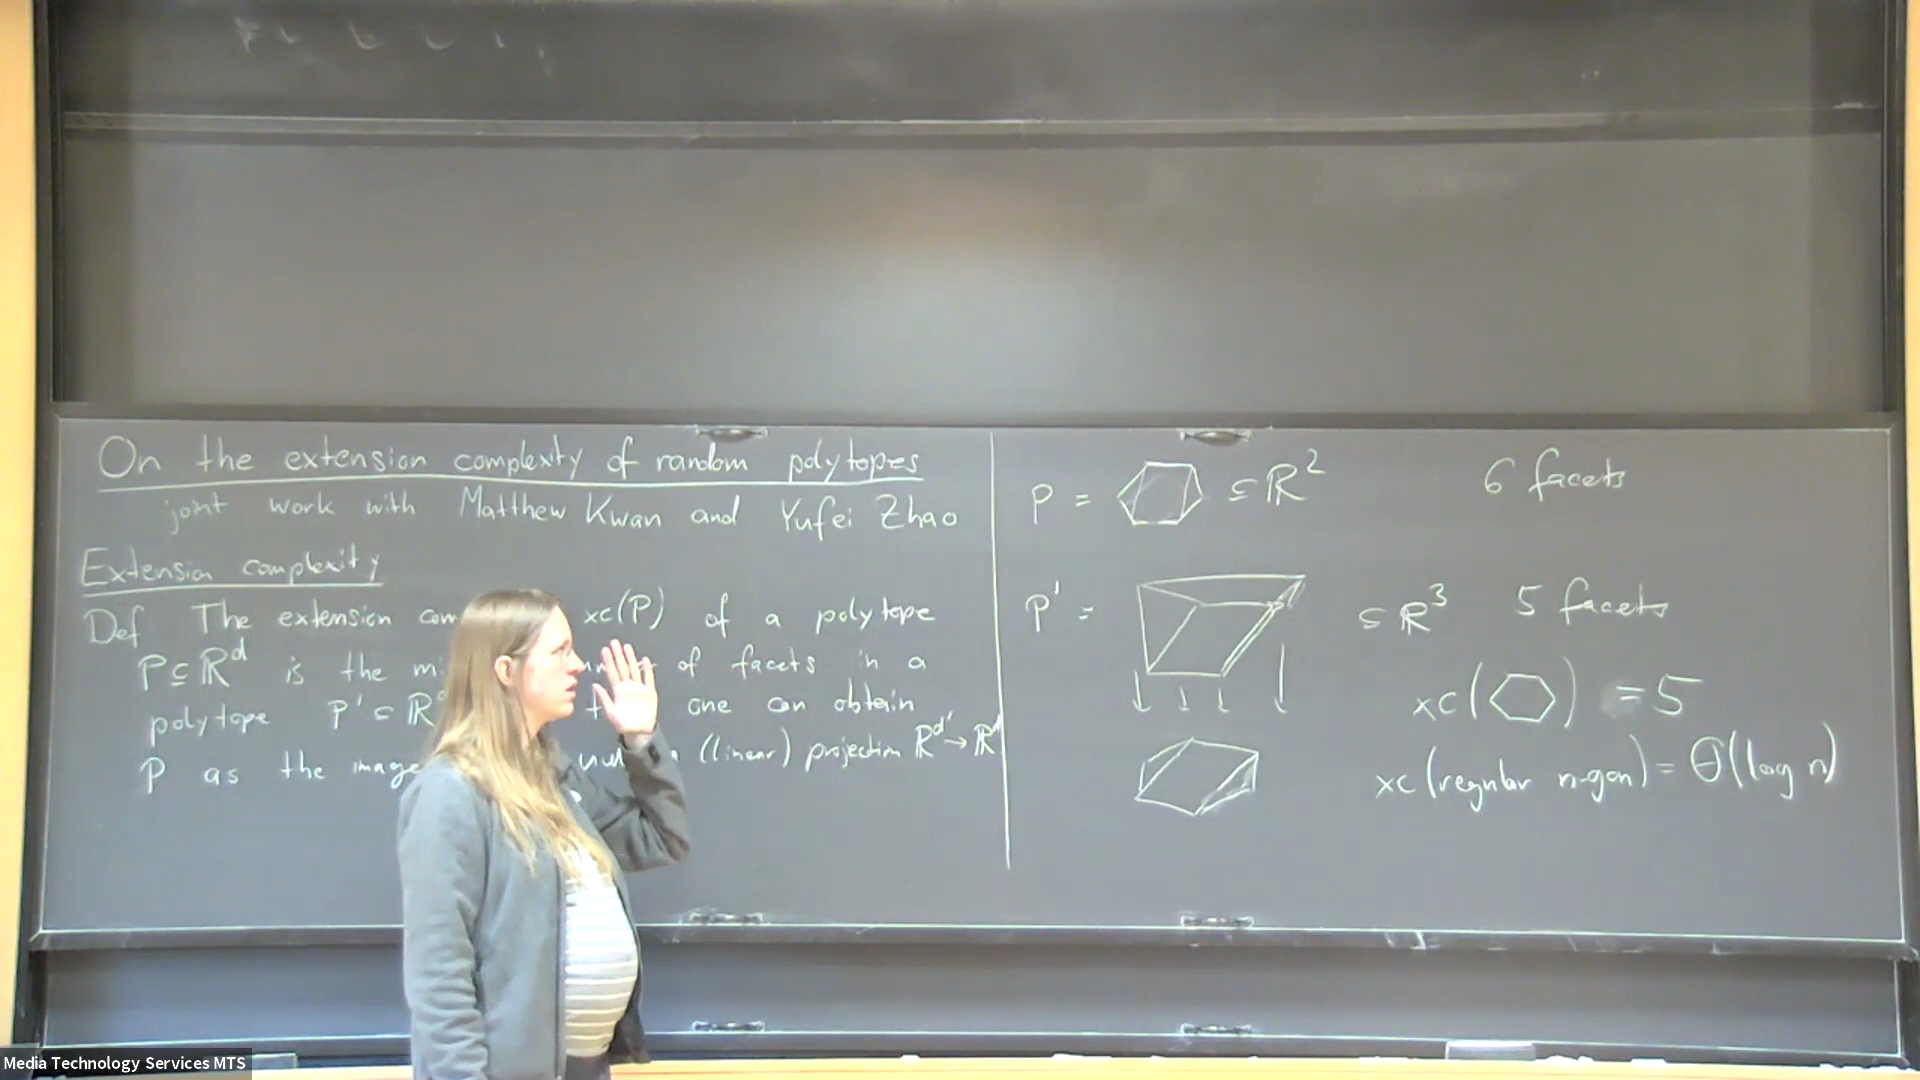 On the extension complexity of random polytopes
joint work with Matthew Kwan and Yufei Zhao
Extension complexity
Def The extension com xc(P) of a polytope
P⊆ℝ^d is the mi of facets in a
polytope P'⊆ℝ one can obtain
P as the image (linear) projection ℝ^d'→ℝ^d
P = ⊆ℝ^2 6 facets
P' = ⊆ℝ^3 5 facets
xc( ) = 5
xc(regular n-gon) = Θ(log n)
Media Technology Services MTS